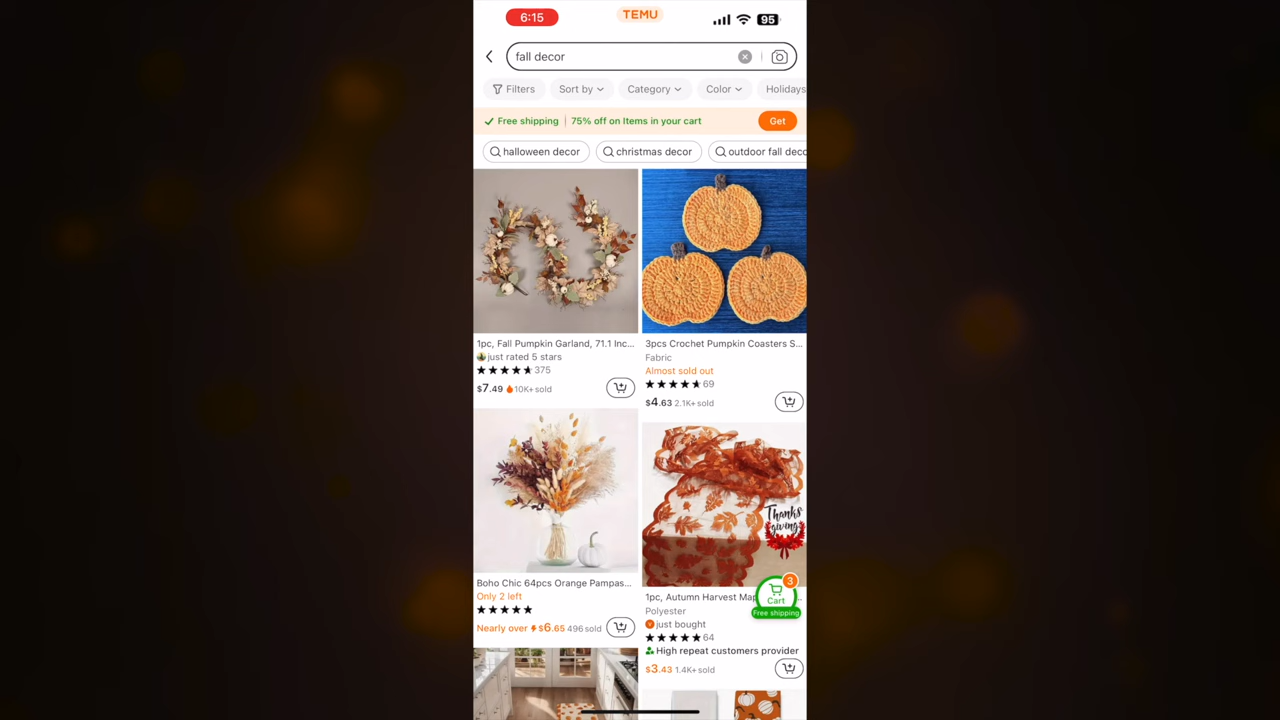 6:15
TEMU
95
fall decor
Filters
Sort by
Category
Color
Holidays
Free shipping | 75% off on Items in your cart
Get
halloween decor
christmas decor
outdoor fall deco
1pc, Fall Pumpkin Garland, 71.1 Inc...
just rated 5 stars
375
$7.49 10K+ sold
3pcs Crochet Pumpkin Coasters S...
Fabric
Almost sold out
69
$4.63 2.1K+ sold
Boho Chic 64pcs Orange Pampas...
Only 2 left
Nearly over $6.65 496 sold
Thanks
giving
3
Cart
Free shipping
1pc, Autumn Harvest Ma
Polyester
just bought
64
High repeat customers provider
$3.43 1.4K+ sold